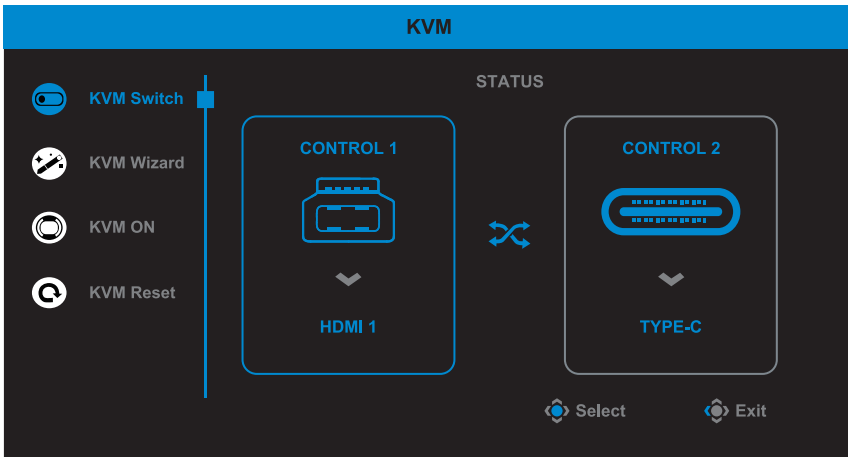 KVM
STATUS
KVM Switch
KVM Wizard
KVM ON
KVM Reset
CONTROL 1
HDMI 1
CONTROL 2
TYPE-C
Select
Exit